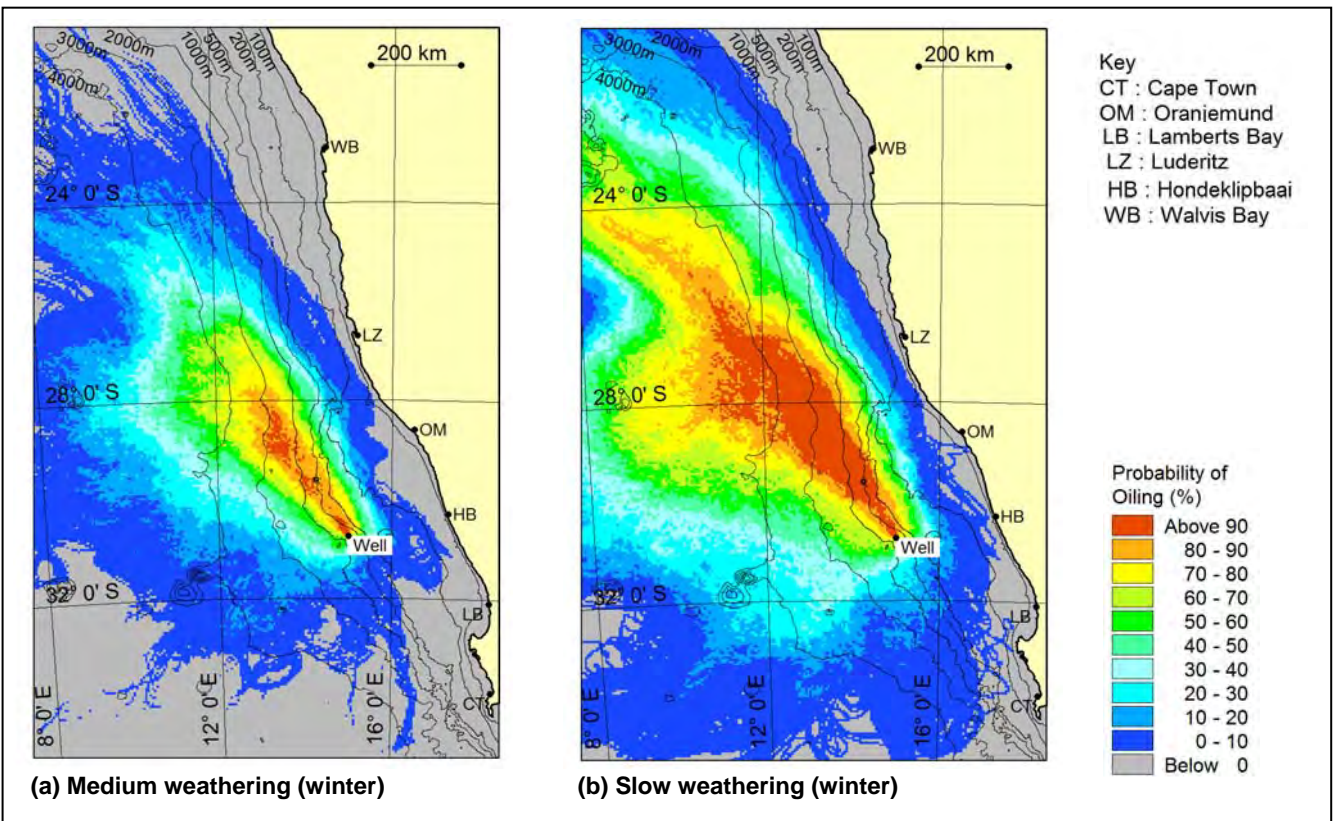 3000m
2000m
1000m
500m
200m
100m
4000m
200 km
WB
24° 0' S
LZ
28° 0' S
OM
HB
Well
32° 0' S
LB
CT
8° 0' E
12° 0' E
16° 0' E
(a) Medium weathering (winter)
3000m
2000m
1000m
500m
200m
100m
4000m
200 km
WB
24° 0' S
LZ
28° 0' S
OM
HB
Well
32° 0' S
LB
CT
8° 0' E
12° 0' E
16° 0' E
(b) Slow weathering (winter)
Key
CT : Cape Town
OM : Oranjemund
LB : Lamberts Bay
LZ : Luderitz
HB : Hondeklipbaai
WB : Walvis Bay
Probability of
Oiling (%)
Above 90
80 - 90
70 - 80
60 - 70
50 - 60
40 - 50
30 - 40
20 - 30
10 - 20
0 - 10
Below 0